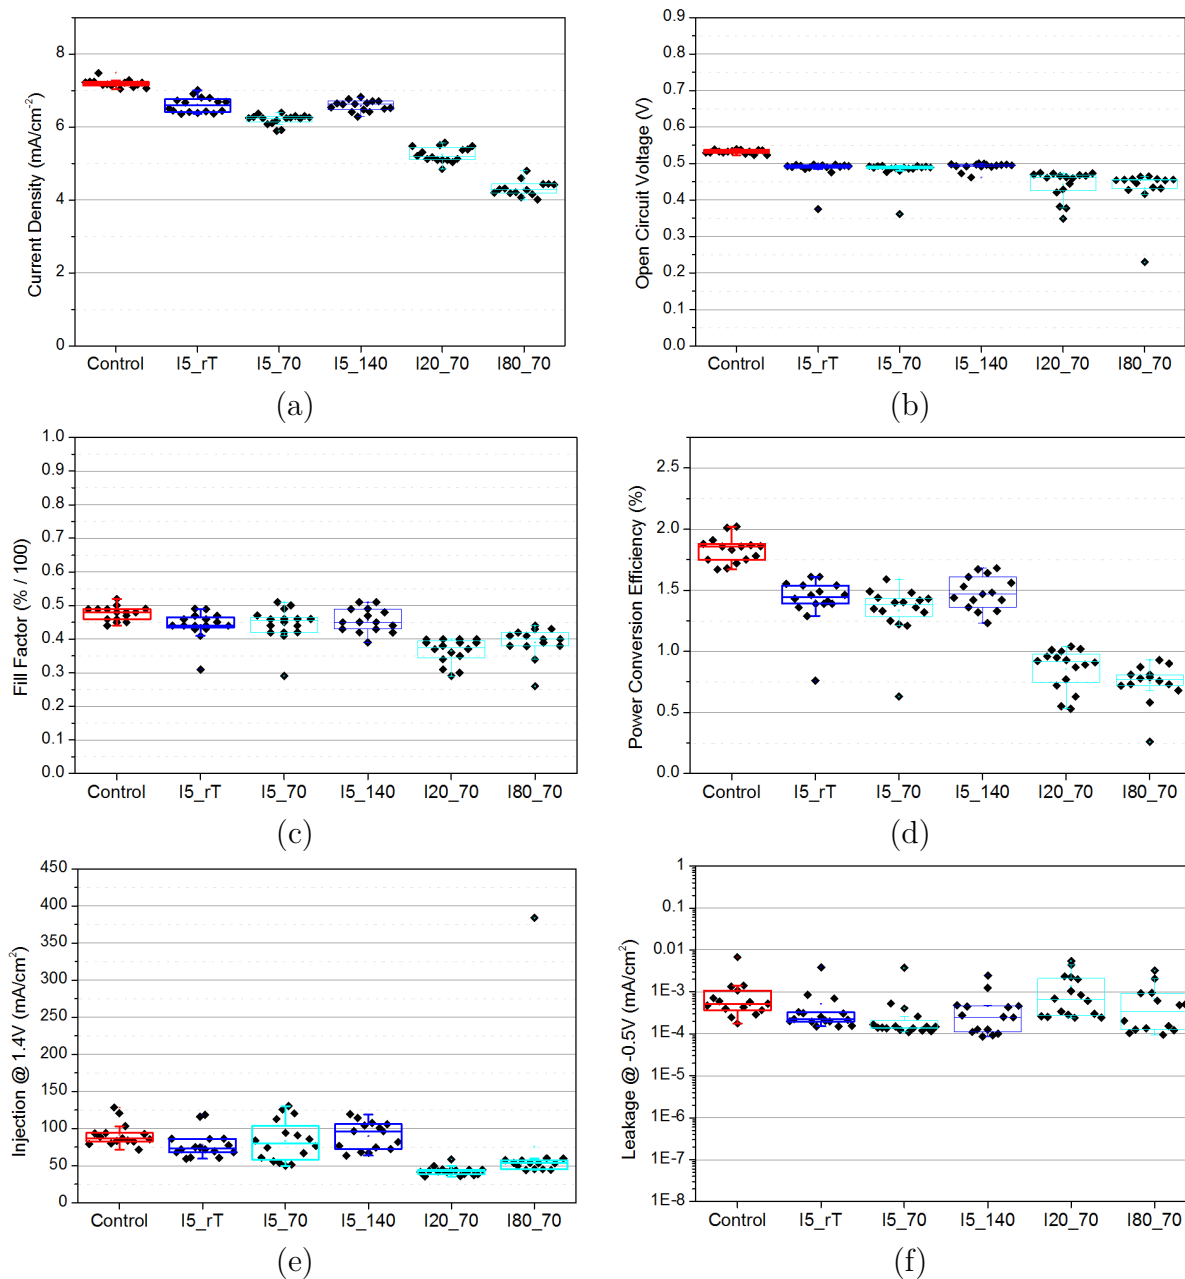 8
6
4
2
0
Current Density (mA/cm⁻²)
Control I5_rT I5_70 I5_140 I20_70 I80_70
(a)
0.9
0.8
0.7
0.6
0.5
0.4
0.3
0.2
0.1
0.0
Open Circuit Voltage (V)
Control I5_rT I5_70 I5_140 I20_70 I80_70
(b)
1.0
0.9
0.8
0.7
0.6
0.5
0.4
0.3
0.2
0.1
0.0
Fill Factor (% / 100)
Control I5_rT I5_70 I5_140 I20_70 I80_70
(c)
2.5
2.0
1.5
1.0
0.5
0.0
Power Conversion Efficiency (%)
Control I5_rT I5_70 I5_140 I20_70 I80_70
(d)
450
400
350
300
250
200
150
100
50
0
Injection @ 1.4V (mA/cm²)
Control I5_rT I5_70 I5_140 I20_70 I80_70
(e)
1
0.1
0.01
1E-3
1E-4
1E-5
1E-6
1E-7
1E-8
Leakage @ -0.5V (mA/cm²)
Control I5_rT I5_70 I5_140 I20_70 I80_70
(f)